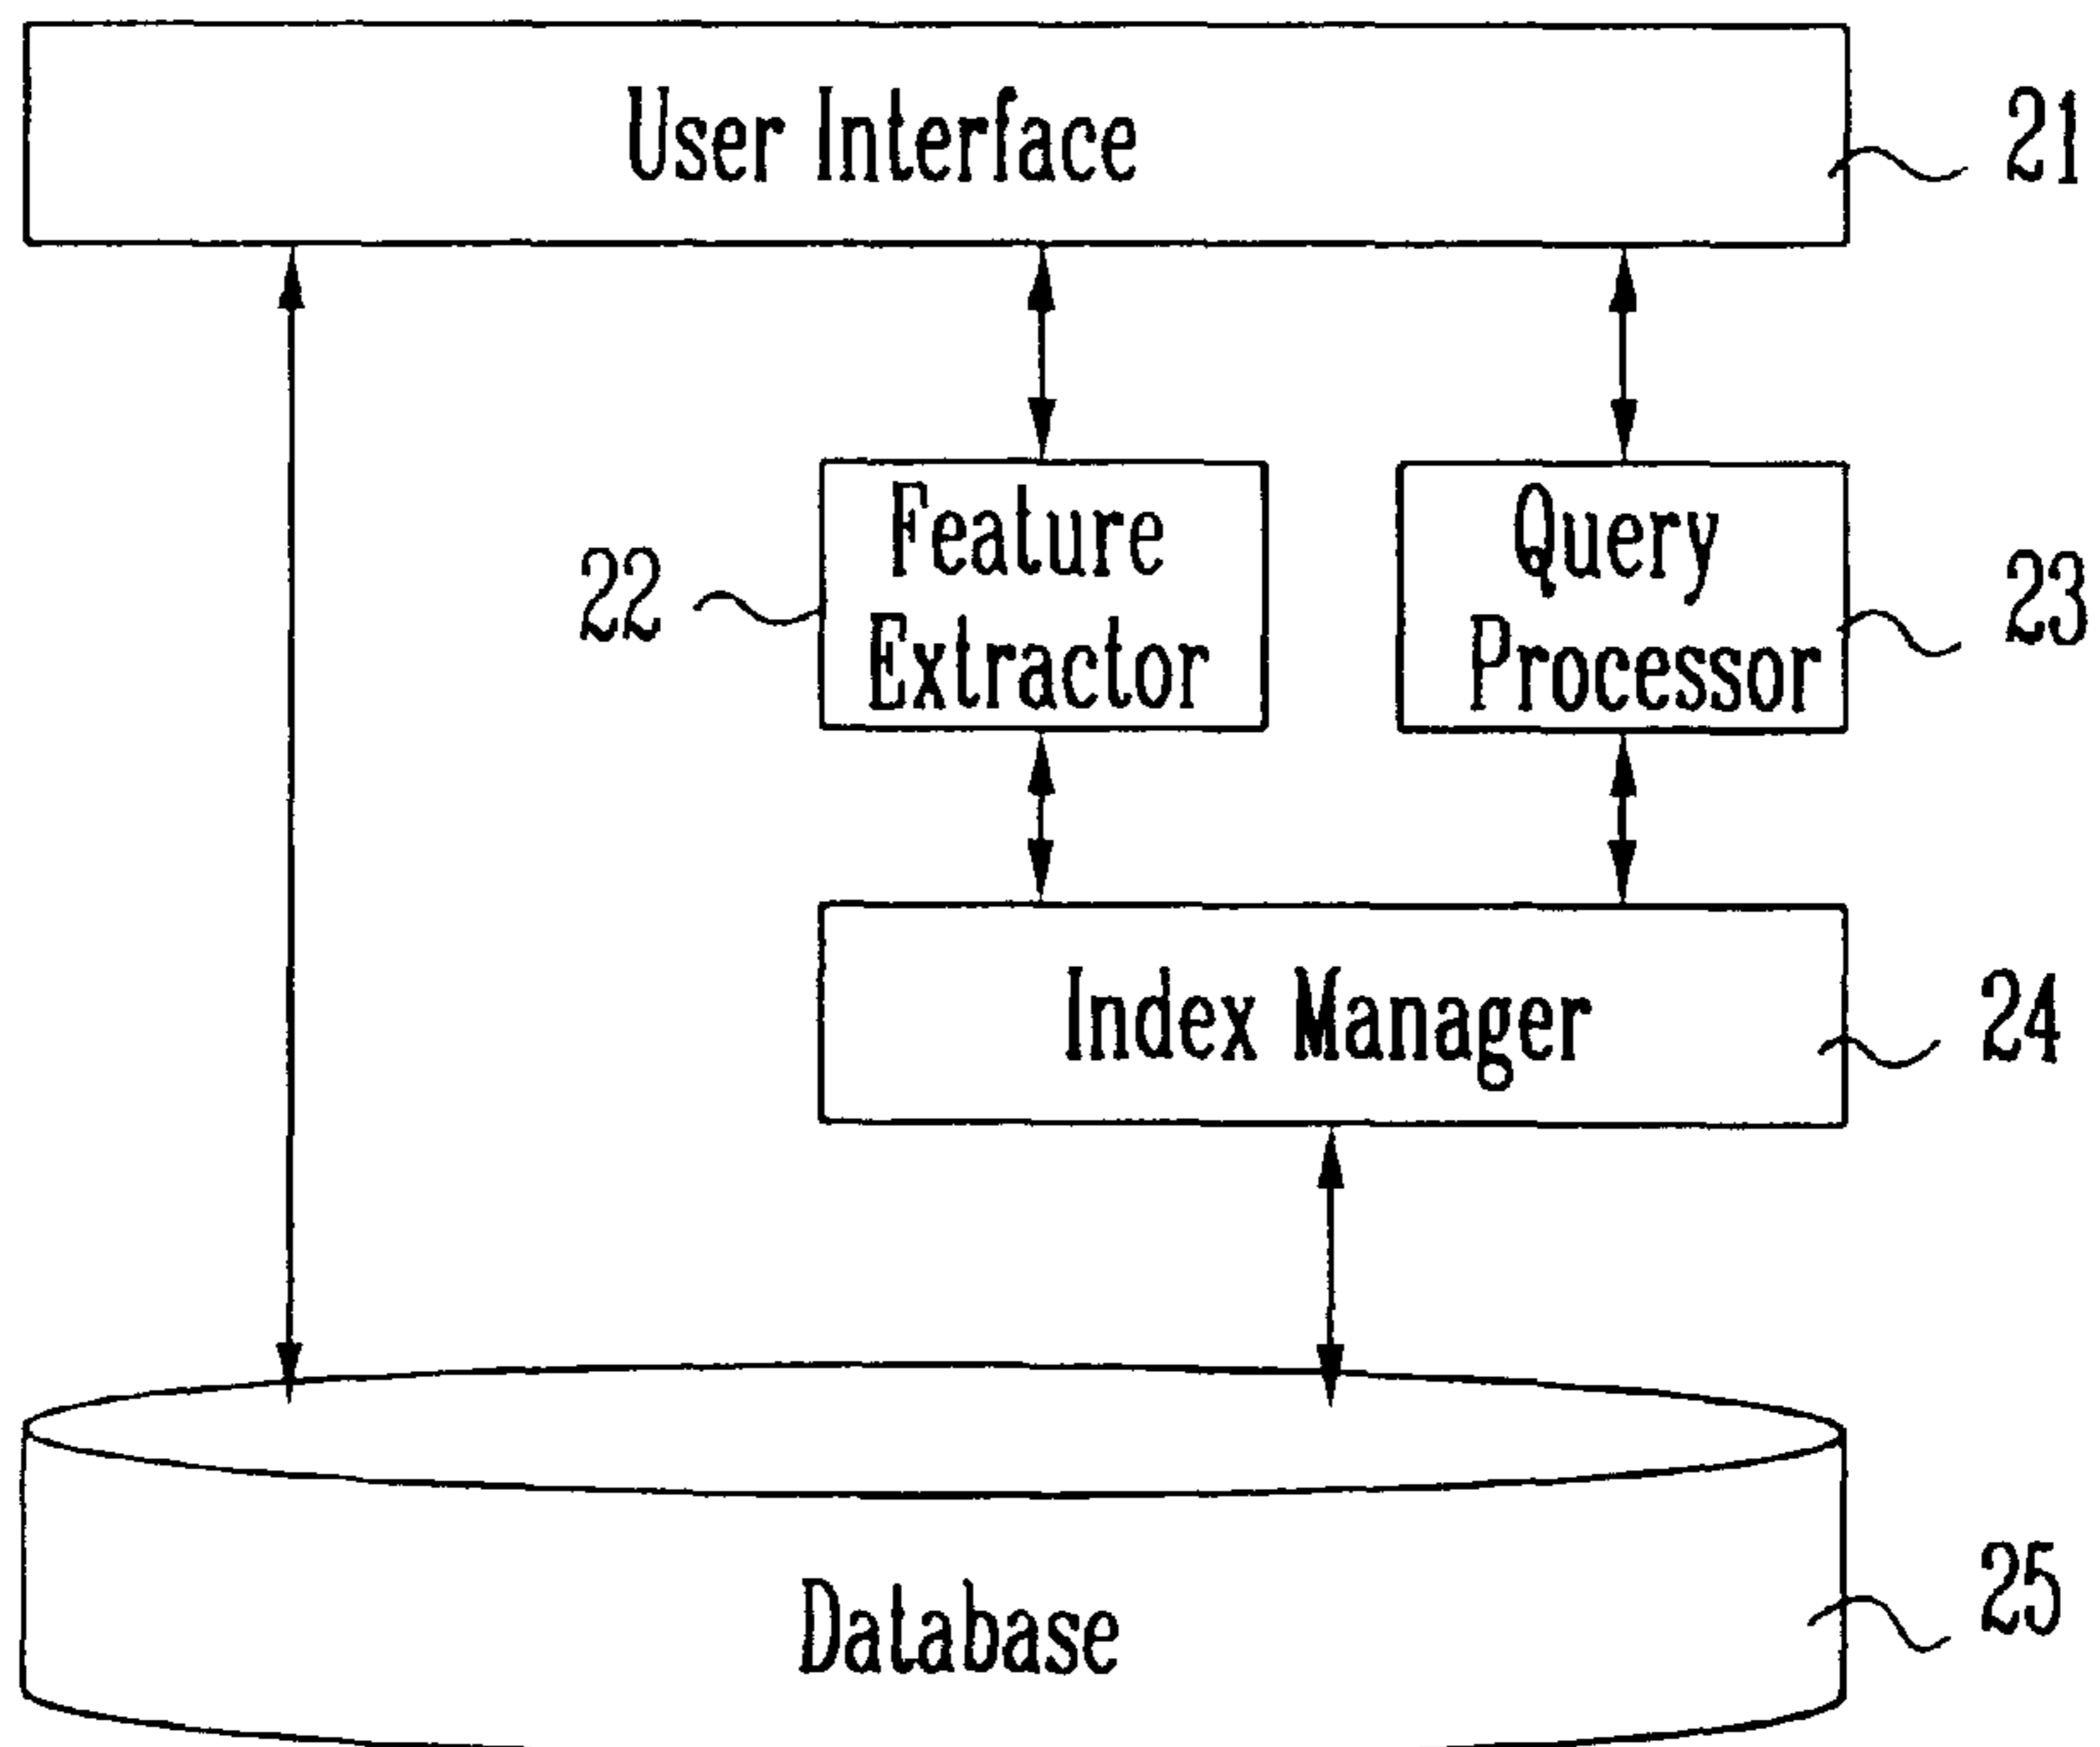 User Interface
21
Feature
Extractor
22
Query
Processor
23
Index Manager
24
Database
25